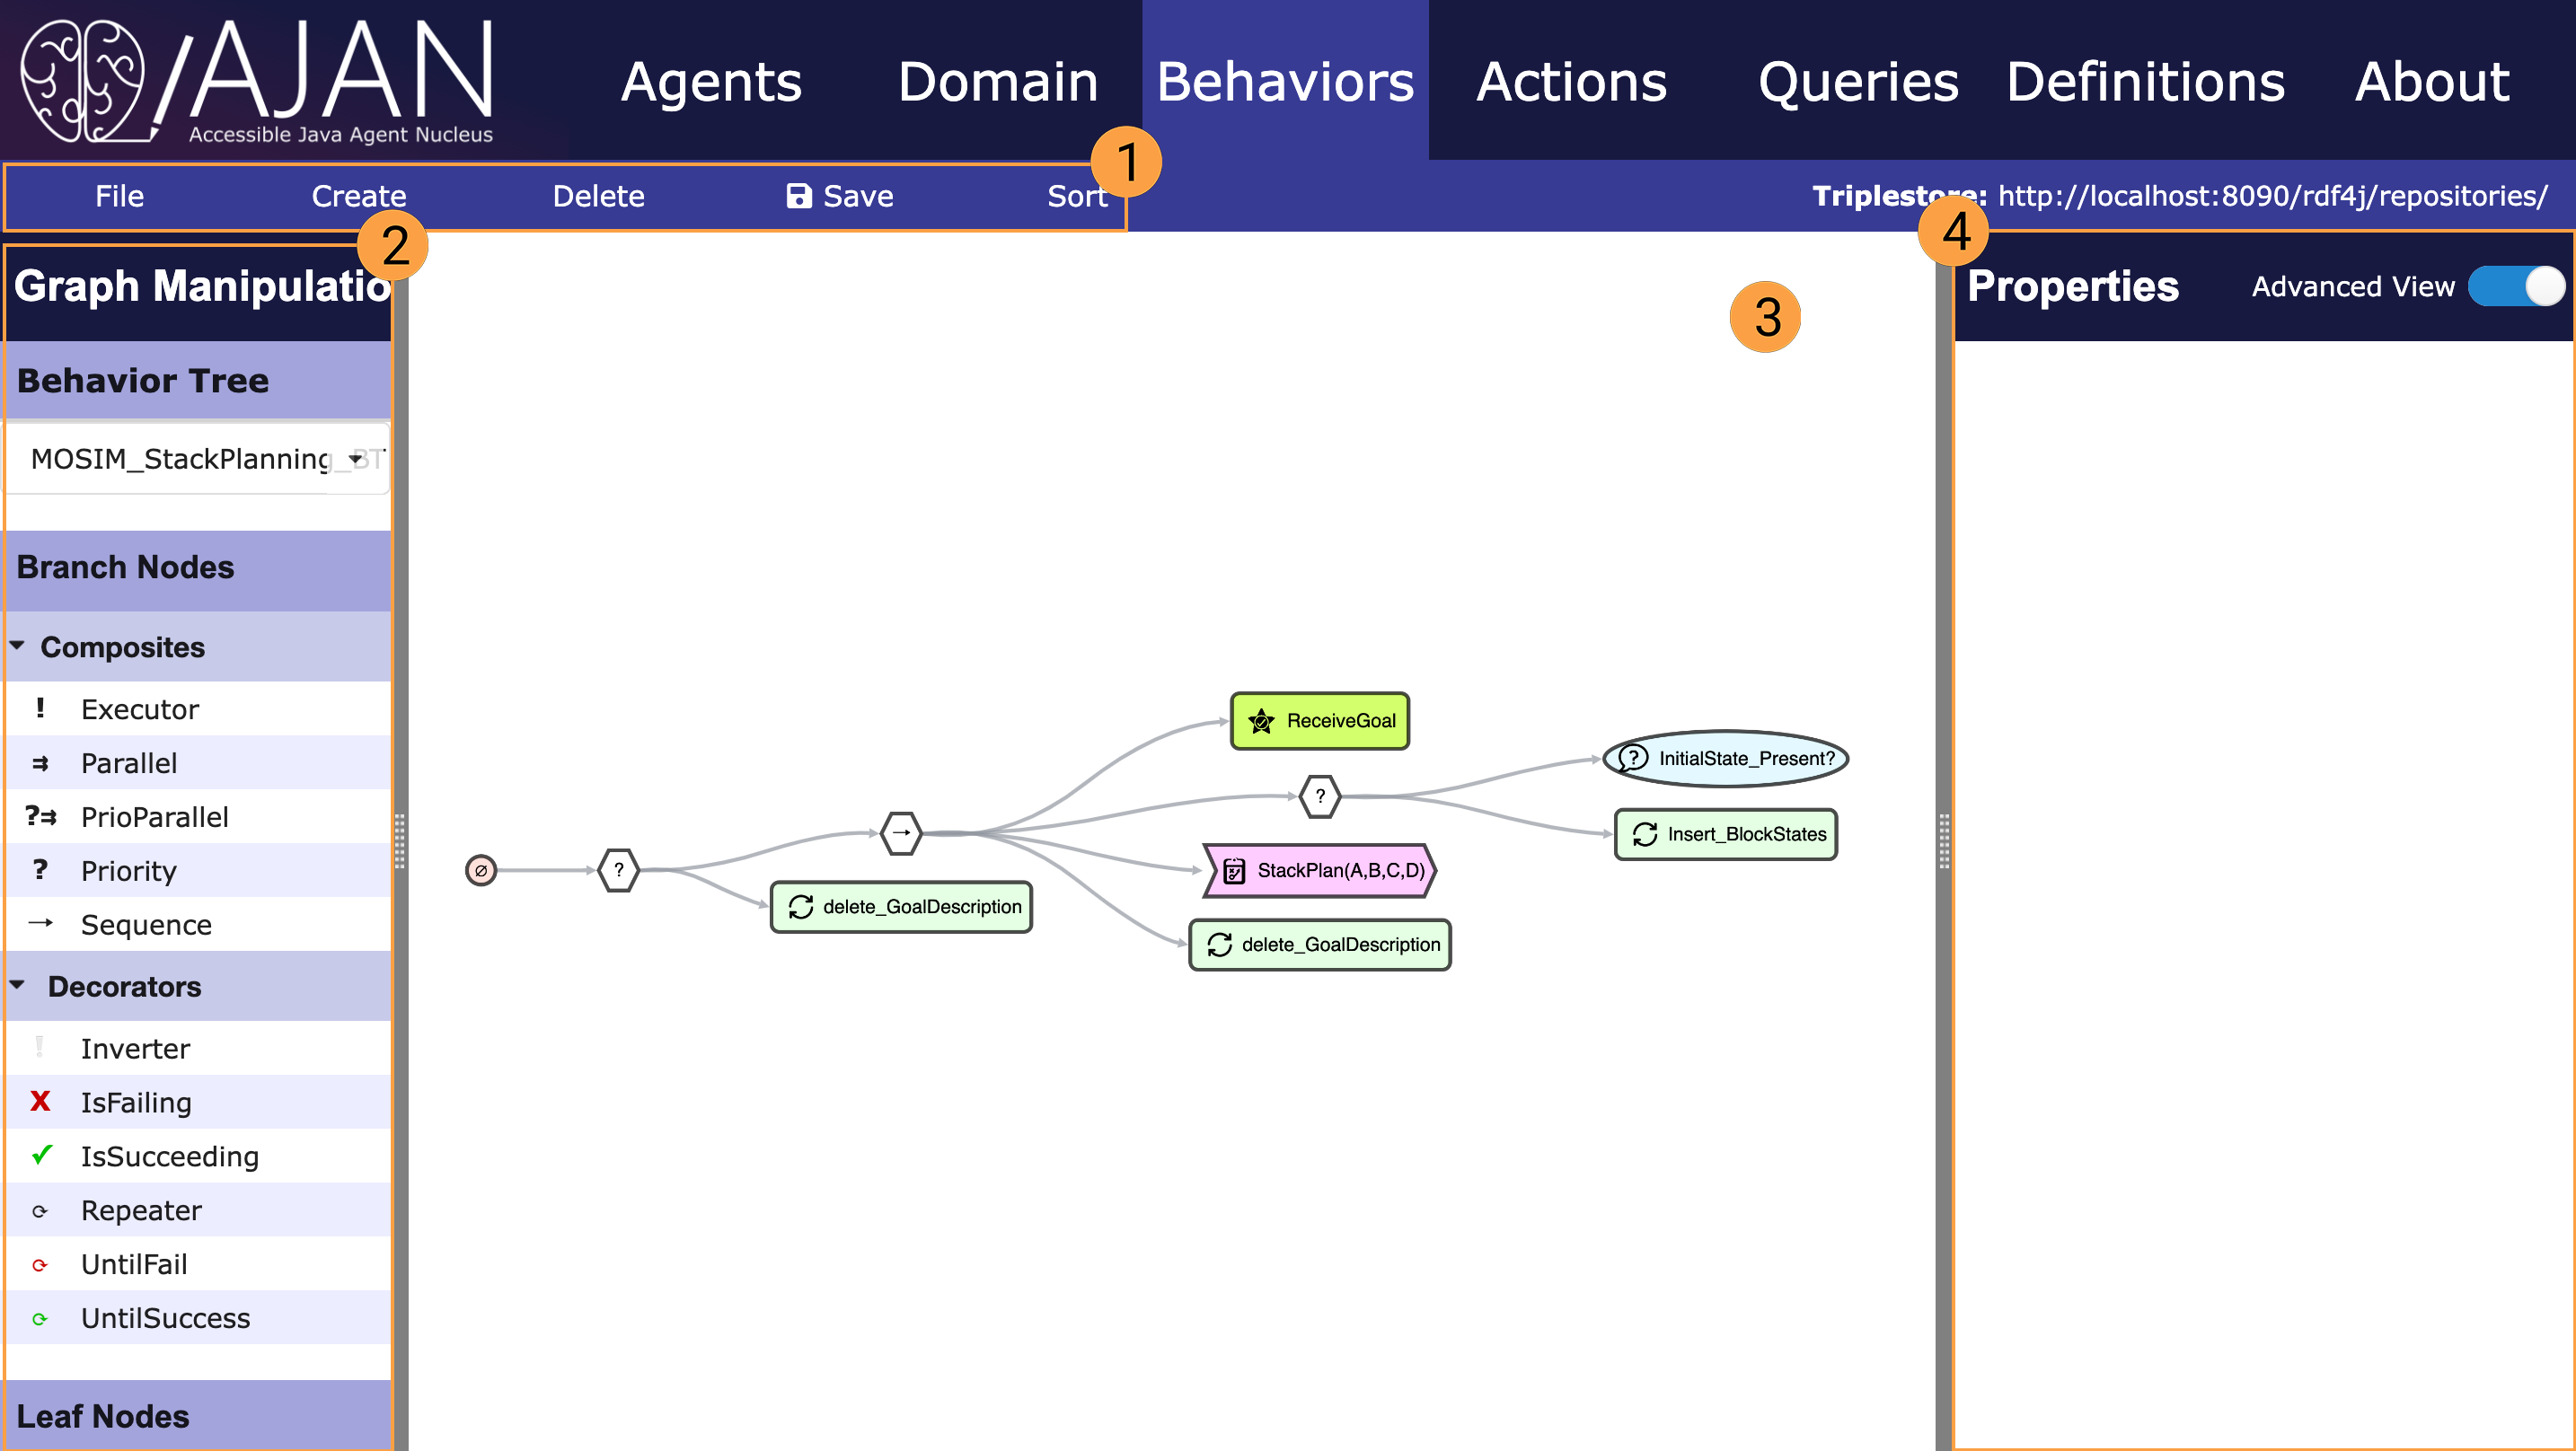 AJAN
Accessible Java Agent Nucleus
Agents Domain Behaviors Actions Queries Definitions About
1
File Create Delete Save Sort
Triplestore: http://localhost:8090/rdf4j/repositories/
2
4
Graph Manipulatio
3
Properties Advanced View
Behavior Tree
MOSIM_StackPlanning_BT
Branch Nodes
Composites
! Executor
⇉ Parallel
?⇉ PrioParallel
? Priority
→ Sequence
Decorators
! Inverter
X IsFailing
✓ IsSucceeding
⟳ Repeater
⟳ UntilFail
⟳ UntilSuccess
Leaf Nodes
∅
?
→
delete_GoalDescription
ReceiveGoal
?
InitialState_Present?
Insert_BlockStates
StackPlan(A,B,C,D)
delete_GoalDescription